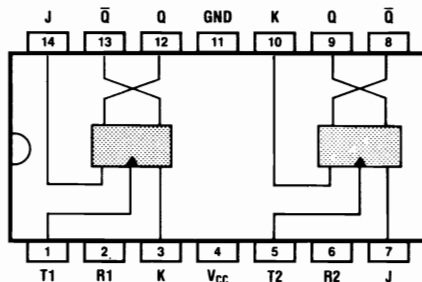 J Q̅ Q GND K Q Q̅
14 13 12 11 10 9 8
1 2 3 4 5 6 7
T1 R1 K VCC T2 R2 J